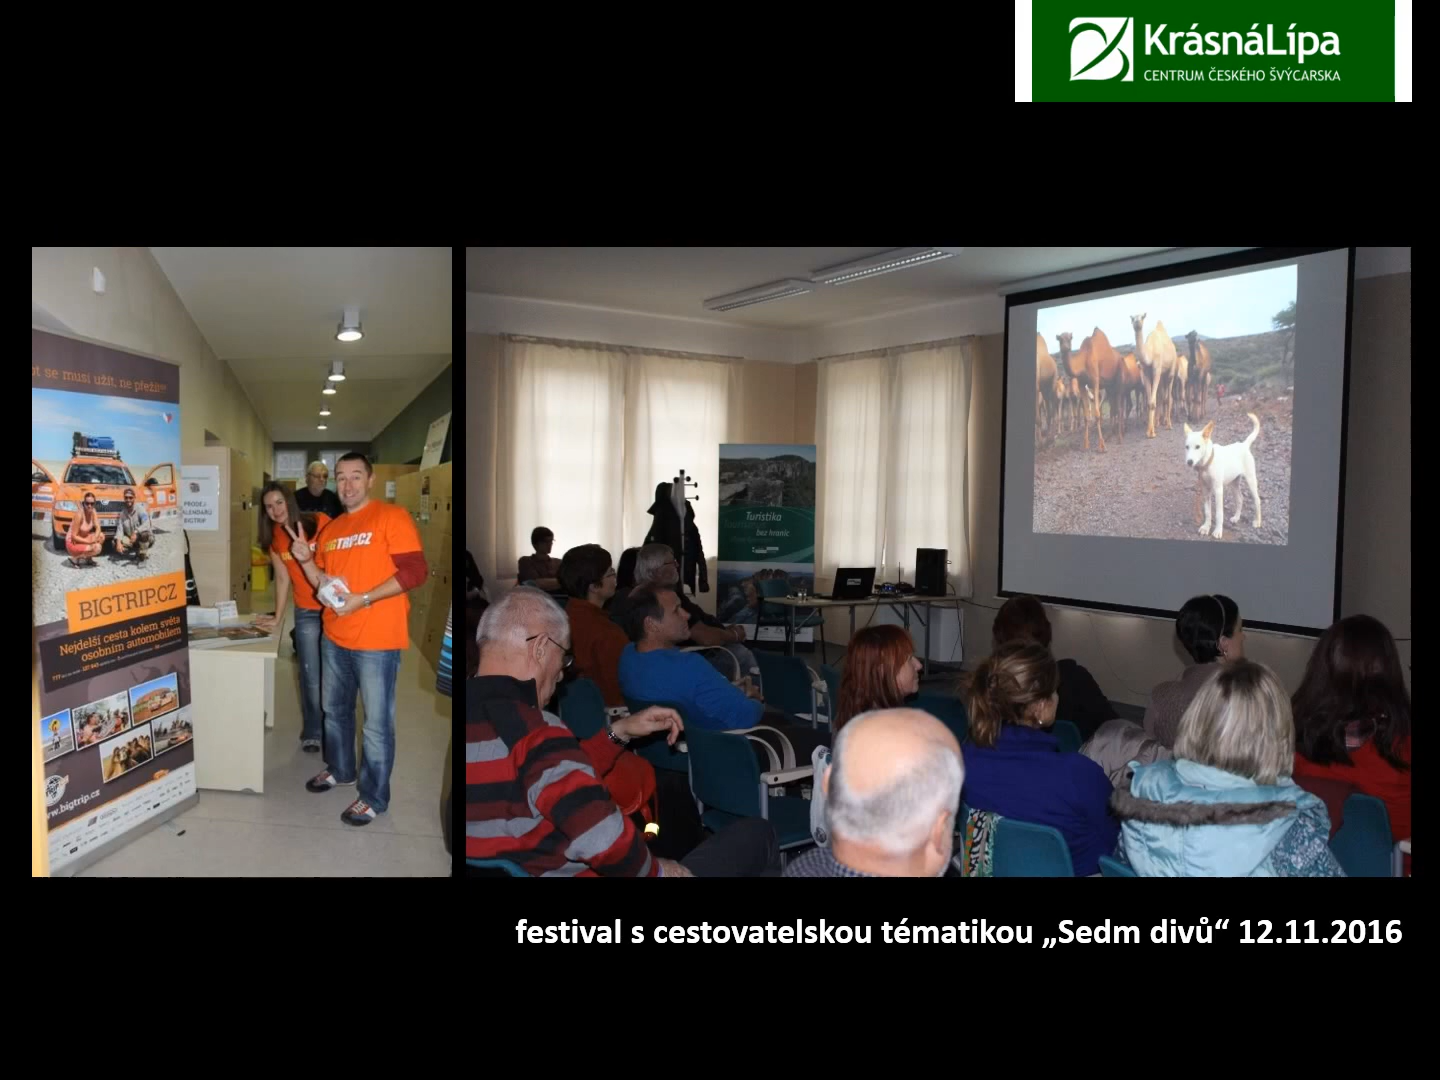 KrásnáLípa
CENTRUM ČESKÉHO ŠVÝCARSKA
ot se musí užít, ne přežít!!!
BIGTRIP.CZ
Nejdelší cesta kolem světa
osobním automobilem
www.bigtrip.cz
PRODEJ
KALENDÁŘŮ
BIGTRIP
BIGTRIP.CZ
Turistika
bez hranic
festival s cestovatelskou tématikou „Sedm divů“ 12.11.2016